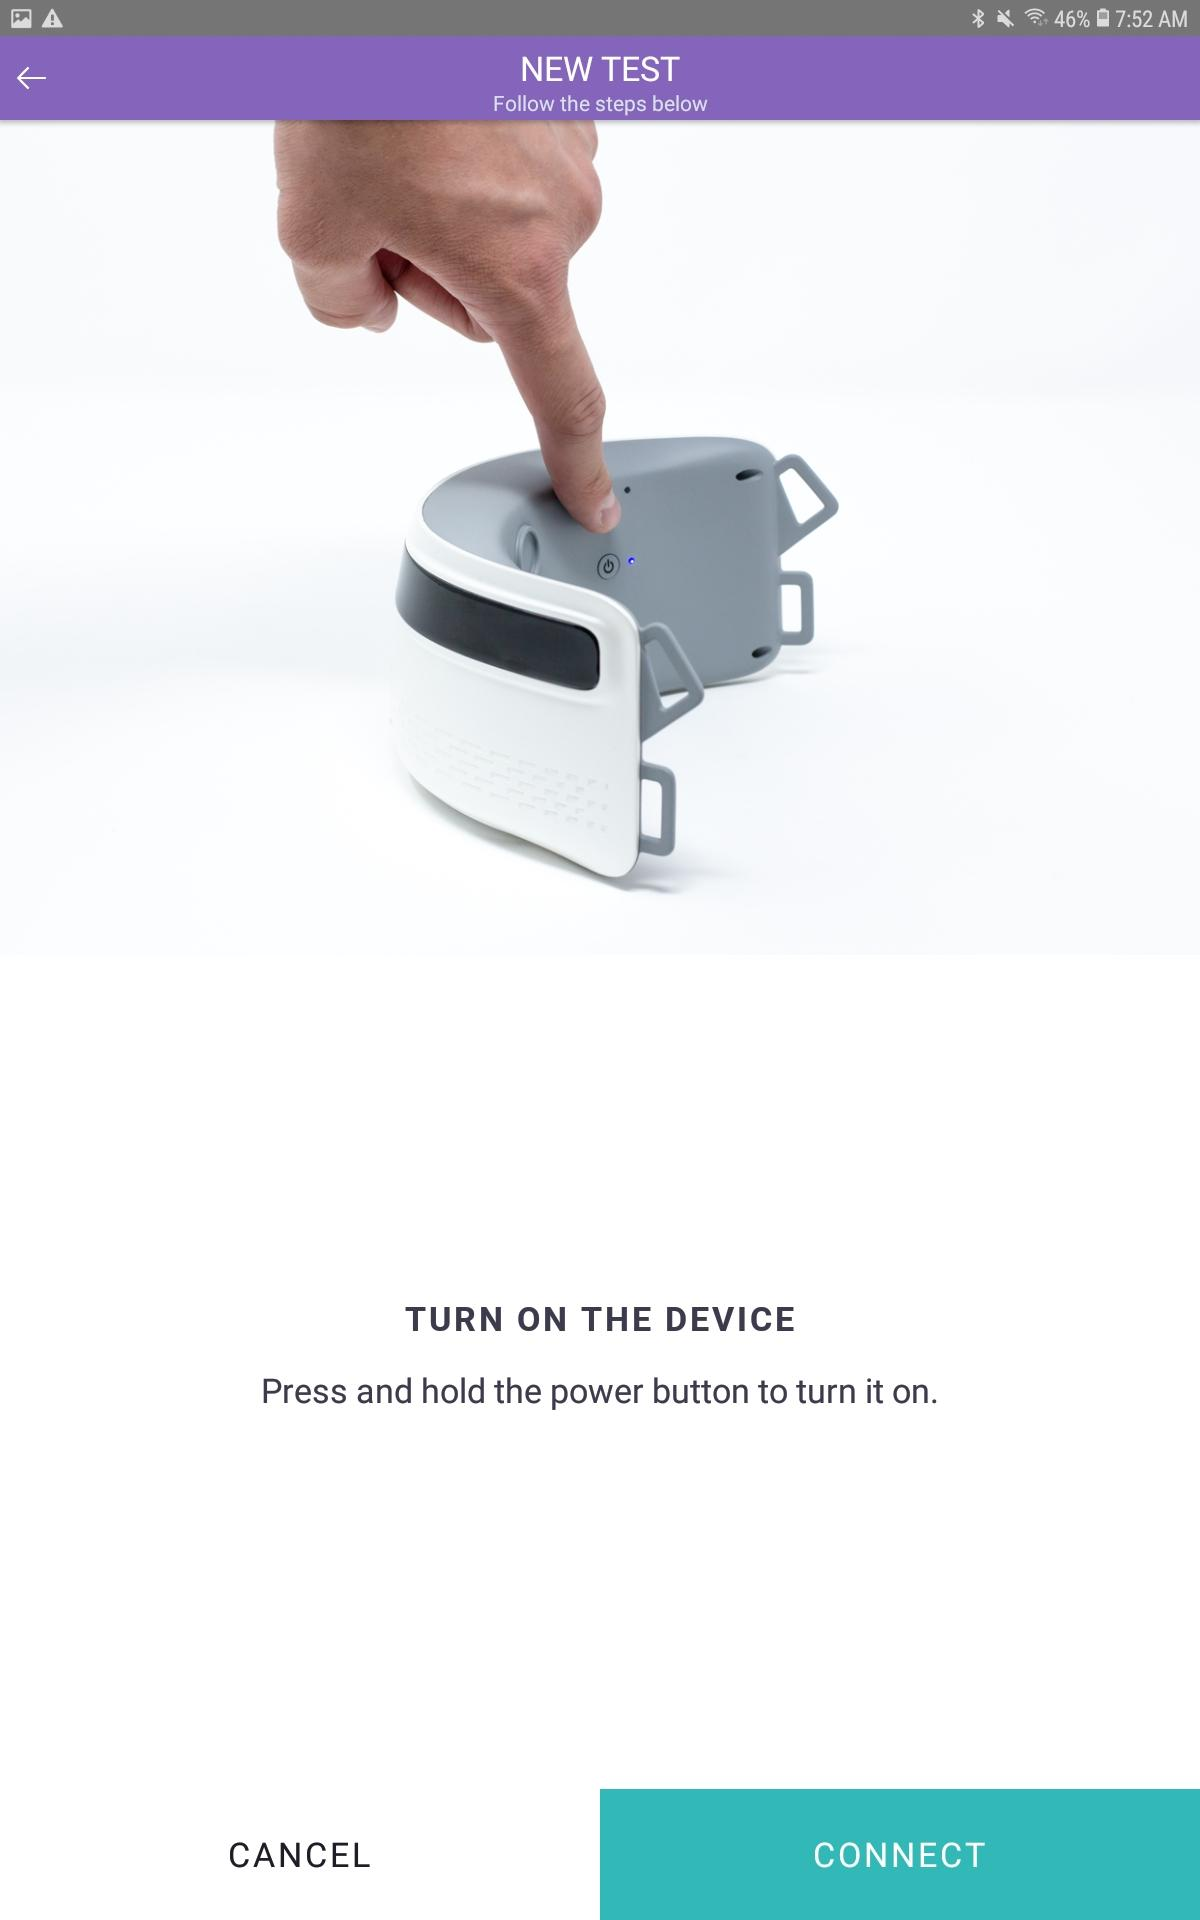 46% 7:52 AM
NEW TEST
Follow the steps below
TURN ON THE DEVICE
Press and hold the power button to turn it on.
CANCEL CONNECT